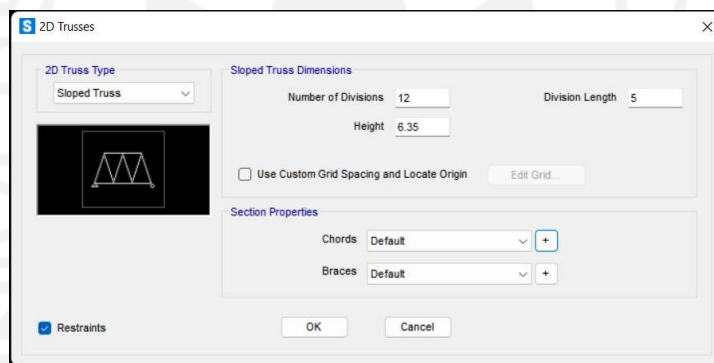 S 2D Trusses
2D Truss Type
Sloped Truss
Sloped Truss Dimensions
Number of Divisions 12 Division Length 5
Height 6.35
Use Custom Grid Spacing and Locate Origin Edit Grid...
Section Properties
Chords Default +
Braces Default +
Restraints OK Cancel